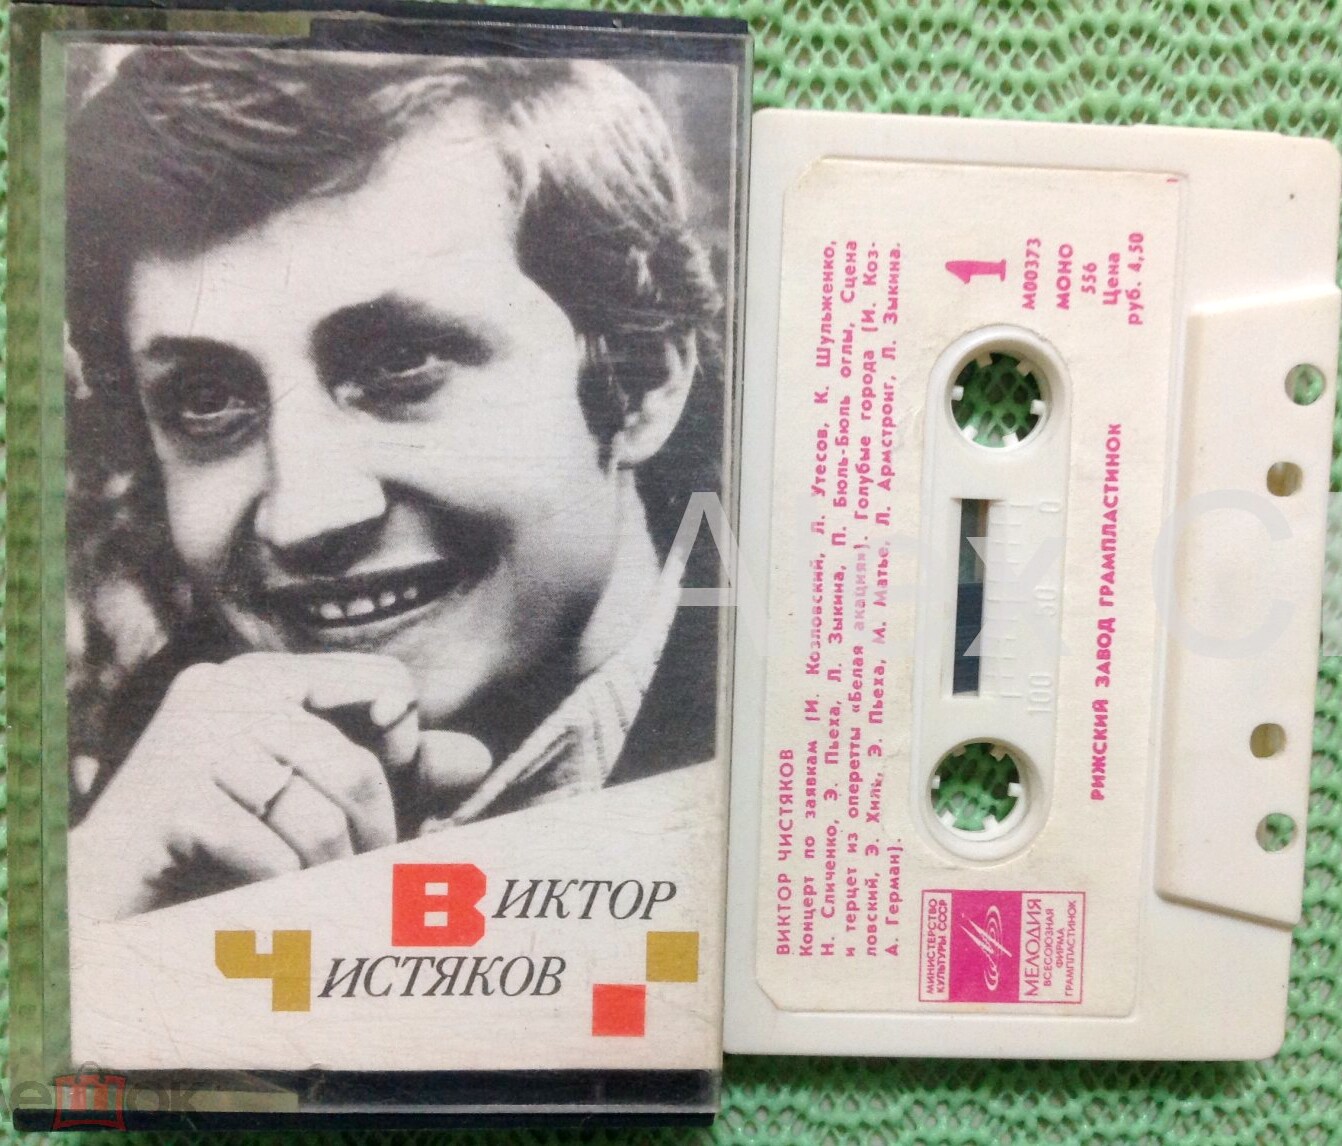 ВИКТОР
ЧИСТЯКОВ
ВИКТОР ЧИСТЯКОВ
Концерт по заявкам (И. Козловский, Л. Утесов, К. Шульженко,
Н. Сличенко, Э. Пьеха, Л. Зыкина, П. Бюль-Бюль оглы, Сцена
и терцет из оперетты «Белая акация»). Голубые города (И. Коз-
ловский, Э. Хиль, Э. Пьеха, М. Матье, Л. Армстронг, Л. Зыкина.
А. Герман).
1
М00373
МОНО
556
Цена
руб. 4,50
100 50 0
РИЖСКИЙ ЗАВОД ГРАМПЛАСТИНОК
МИНИСТЕРСТВО
КУЛЬТУРЫ СССР
МЕЛОДИЯ
ВСЕСОЮЗНАЯ
ФИРМА
ГРАМПЛАСТИНОК